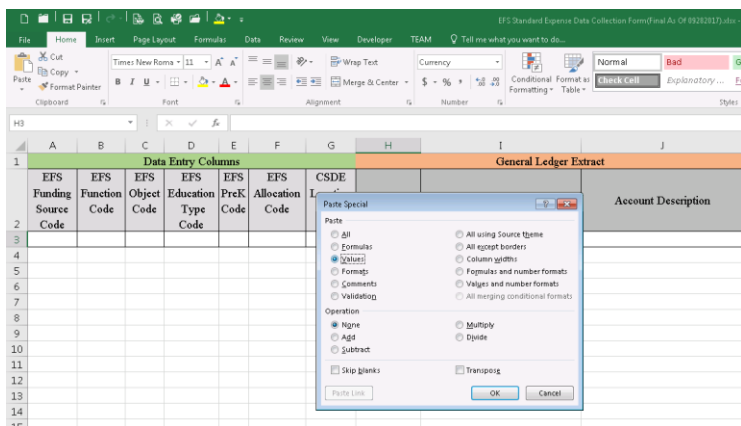 EFS Standard Expense Data Collection Form(Final As Of 09282017).xlsx -
File Home Insert Page Layout Formulas Data Review View Developer TEAM Tell me what you want to do...
Cut
Copy
Format Painter
Paste
Clipboard
Times New Roma 11 A A
B I U A
Font
Wrap Text
Merge & Center
Alignment
Currency
$ % ,
Number
Conditional Formatting
Format as Table
Normal Bad G
Check Cell Explanatory ... E
Styles
H3 fx
A B C D E F G H I J
1 Data Entry Columns General Ledger Extract
2
EFS Funding Source Code
EFS Function Code
EFS Object Code
EFS Education Type Code
EFS PreK Code
EFS Allocation Code
CSDE
Account Description
3
4
5
6
7
8
9
10
11
12
13
14
15
Paste Special
Paste
All
Formulas
Values
Formats
Comments
Validation
All using Source theme
All except borders
Column widths
Formulas and number formats
Values and number formats
All merging conditional formats
Operation
None
Add
Subtract
Multiply
Divide
Skip blanks
Transpose
Paste Link OK Cancel